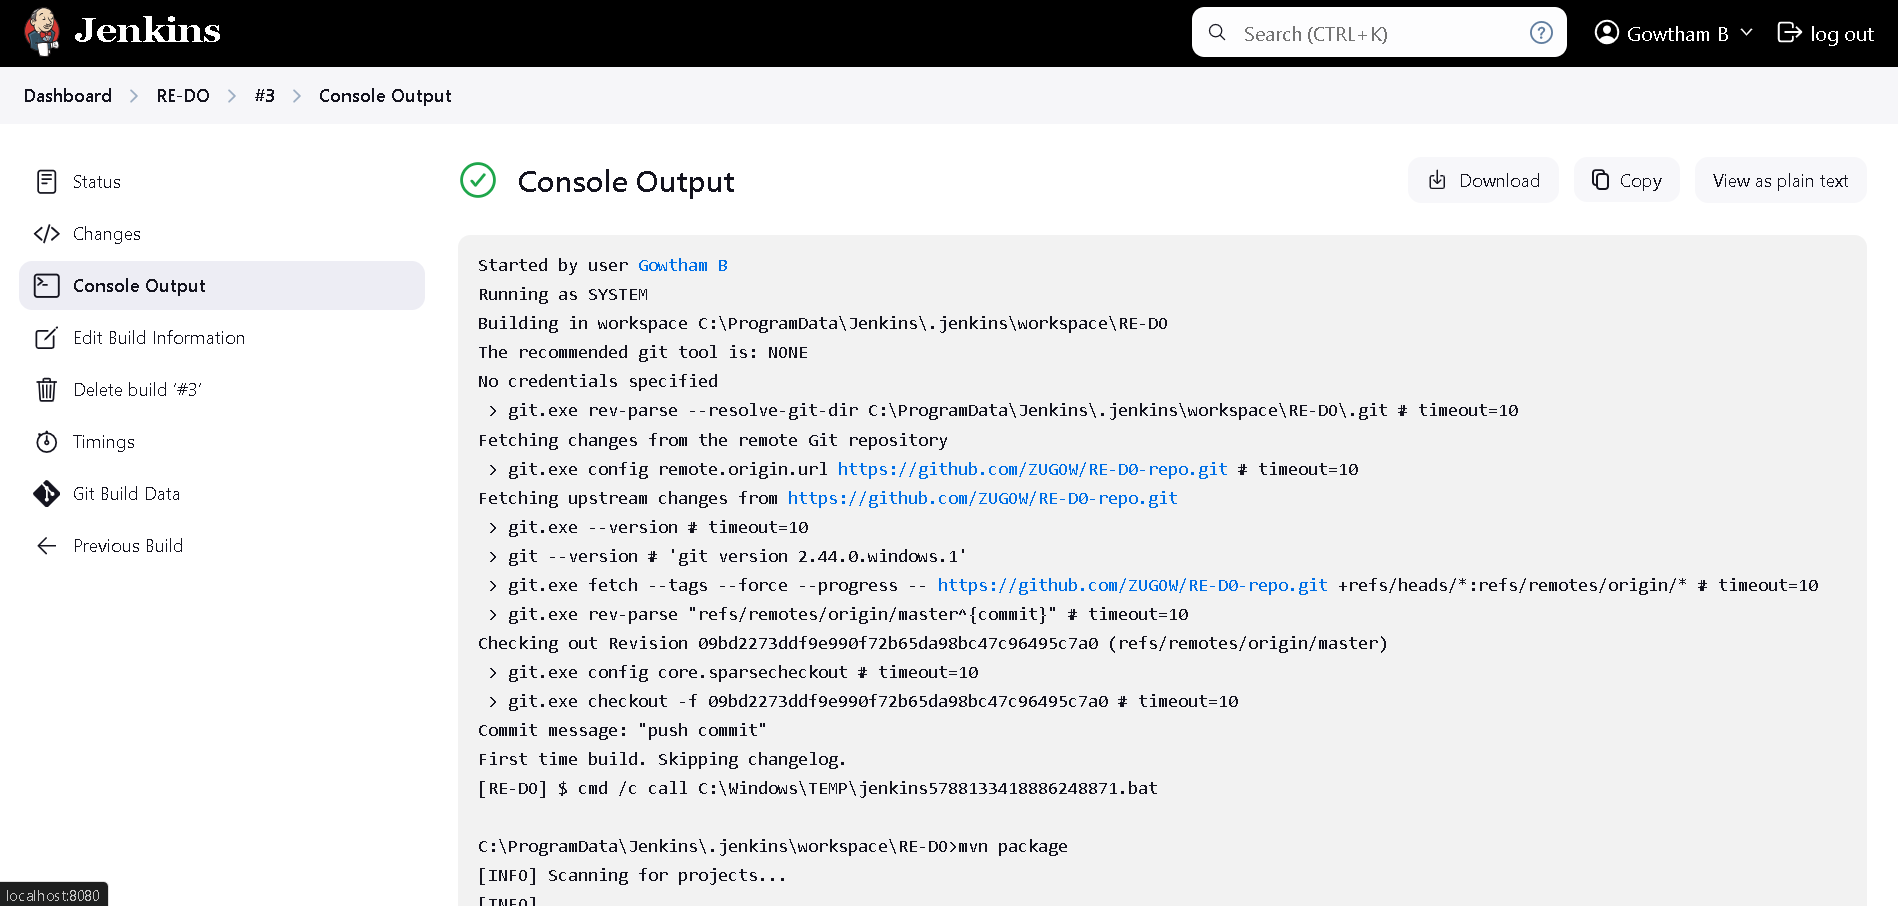 Jenkins
Search (CTRL+K)
?
Gowtham B
log out
Dashboard > RE-DO > #3 > Console Output
Status
Changes
Console Output
Edit Build Information
Delete build ‘#3’
Timings
Git Build Data
Previous Build
Console Output
Download
Copy
View as plain text
Started by user Gowtham B
Running as SYSTEM
Building in workspace C:\ProgramData\Jenkins\.jenkins\workspace\RE-DO
The recommended git tool is: NONE
No credentials specified
> git.exe rev-parse --resolve-git-dir C:\ProgramData\Jenkins\.jenkins\workspace\RE-DO\.git # timeout=10
Fetching changes from the remote Git repository
> git.exe config remote.origin.url https://github.com/ZUGOW/RE-D0-repo.git # timeout=10
Fetching upstream changes from https://github.com/ZUGOW/RE-D0-repo.git
> git.exe --version # timeout=10
> git --version # 'git version 2.44.0.windows.1'
> git.exe fetch --tags --force --progress -- https://github.com/ZUGOW/RE-D0-repo.git +refs/heads/*:refs/remotes/origin/* # timeout=10
> git.exe rev-parse "refs/remotes/origin/master^{commit}" # timeout=10
Checking out Revision 09bd2273ddf9e990f72b65da98bc47c96495c7a0 (refs/remotes/origin/master)
> git.exe config core.sparsecheckout # timeout=10
> git.exe checkout -f 09bd2273ddf9e990f72b65da98bc47c96495c7a0 # timeout=10
Commit message: "push commit"
First time build. Skipping changelog.
[RE-DO] $ cmd /c call C:\Windows\TEMP\jenkins5788133418886248871.bat
C:\ProgramData\Jenkins\.jenkins\workspace\RE-DO>mvn package
[INFO] Scanning for projects...
[INFO]
localhost:8080